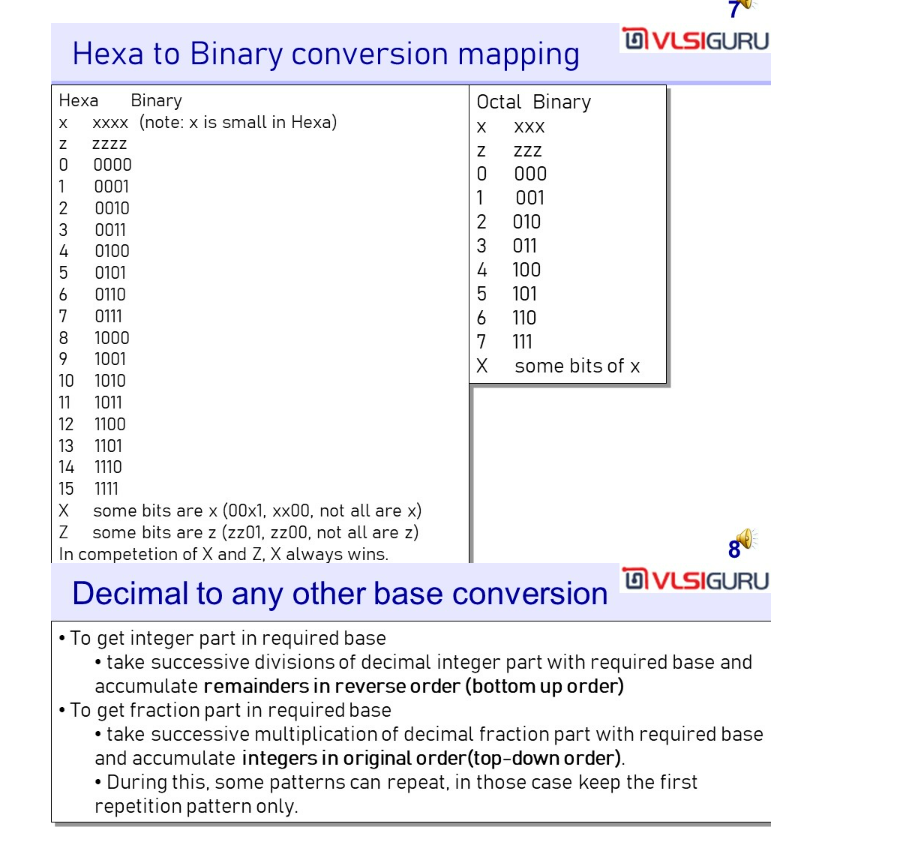 7
Hexa to Binary conversion mapping
VLSIGURU
Hexa Binary
x xxxx (note: x is small in Hexa)
z zzzz
0 0000
1 0001
2 0010
3 0011
4 0100
5 0101
6 0110
7 0111
8 1000
9 1001
10 1010
11 1011
12 1100
13 1101
14 1110
15 1111
X some bits are x (00x1, xx00, not all are x)
Z some bits are z (zz01, zz00, not all are z)
In competetion of X and Z, X always wins.
Octal Binary
x xxx
z zzz
0 000
1 001
2 010
3 011
4 100
5 101
6 110
7 111
X some bits of x
8
Decimal to any other base conversion
VLSIGURU
• To get integer part in required base
• take successive divisions of decimal integer part with required base and
accumulate remainders in reverse order (bottom up order)
• To get fraction part in required base
• take successive multiplication of decimal fraction part with required base
and accumulate integers in original order(top-down order).
• During this, some patterns can repeat, in those case keep the first
repetition pattern only.